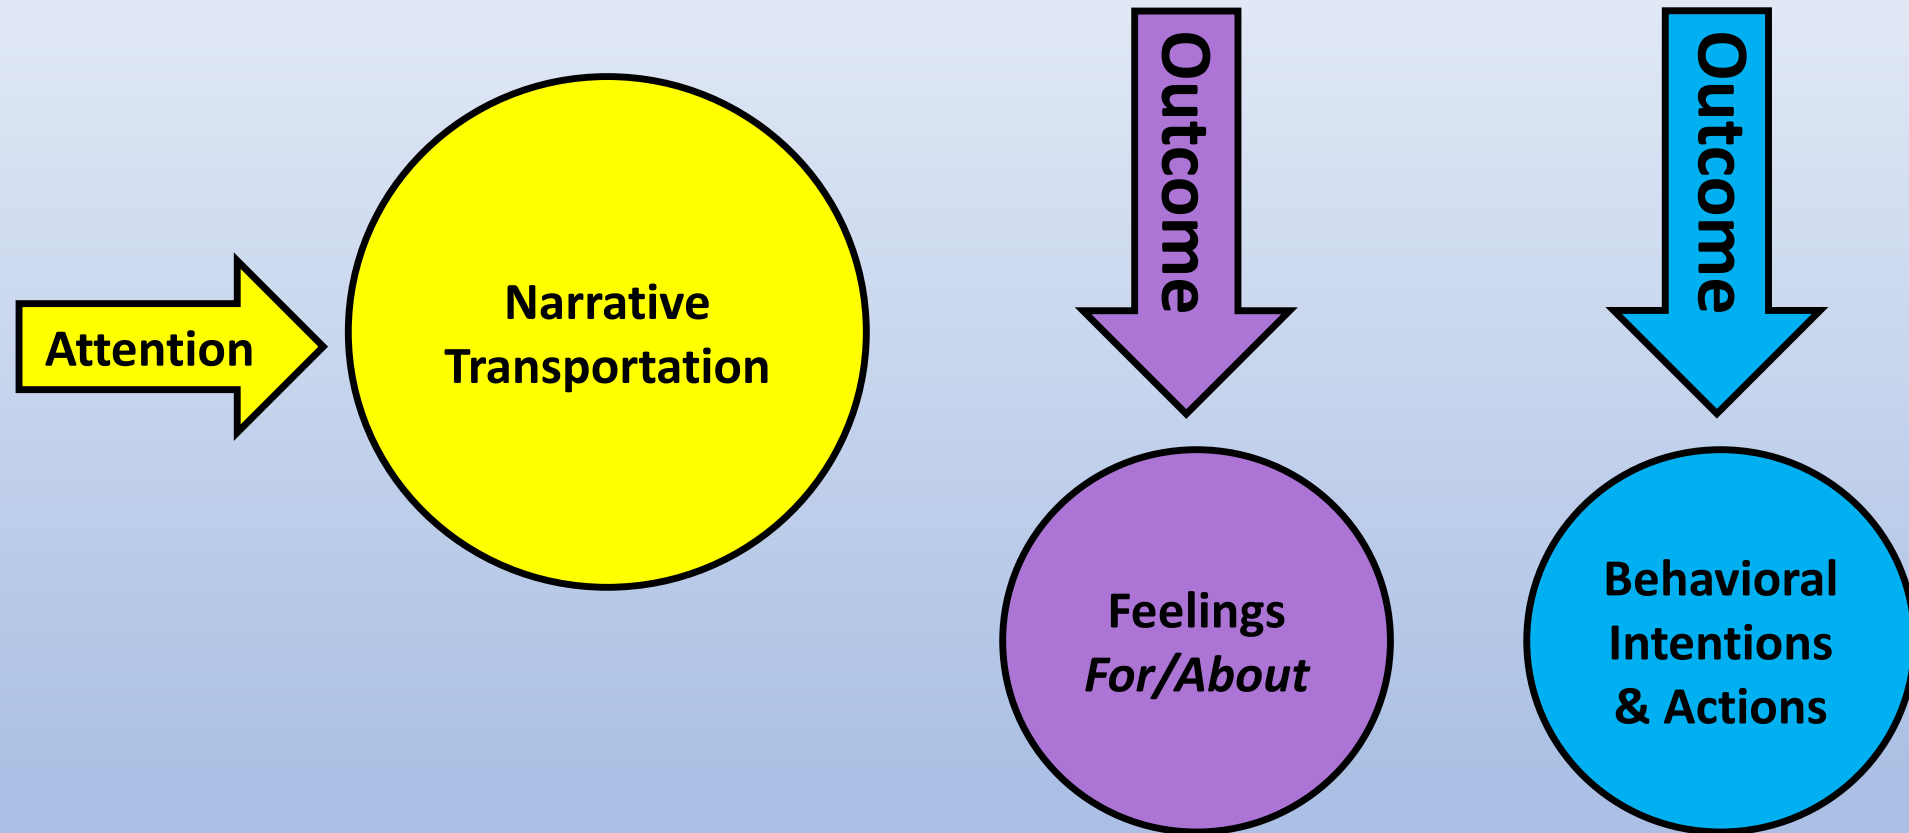 Attention
Narrative
Transportation
Outcome
Feelings
For/About
Outcome
Behavioral
Intentions
& Actions